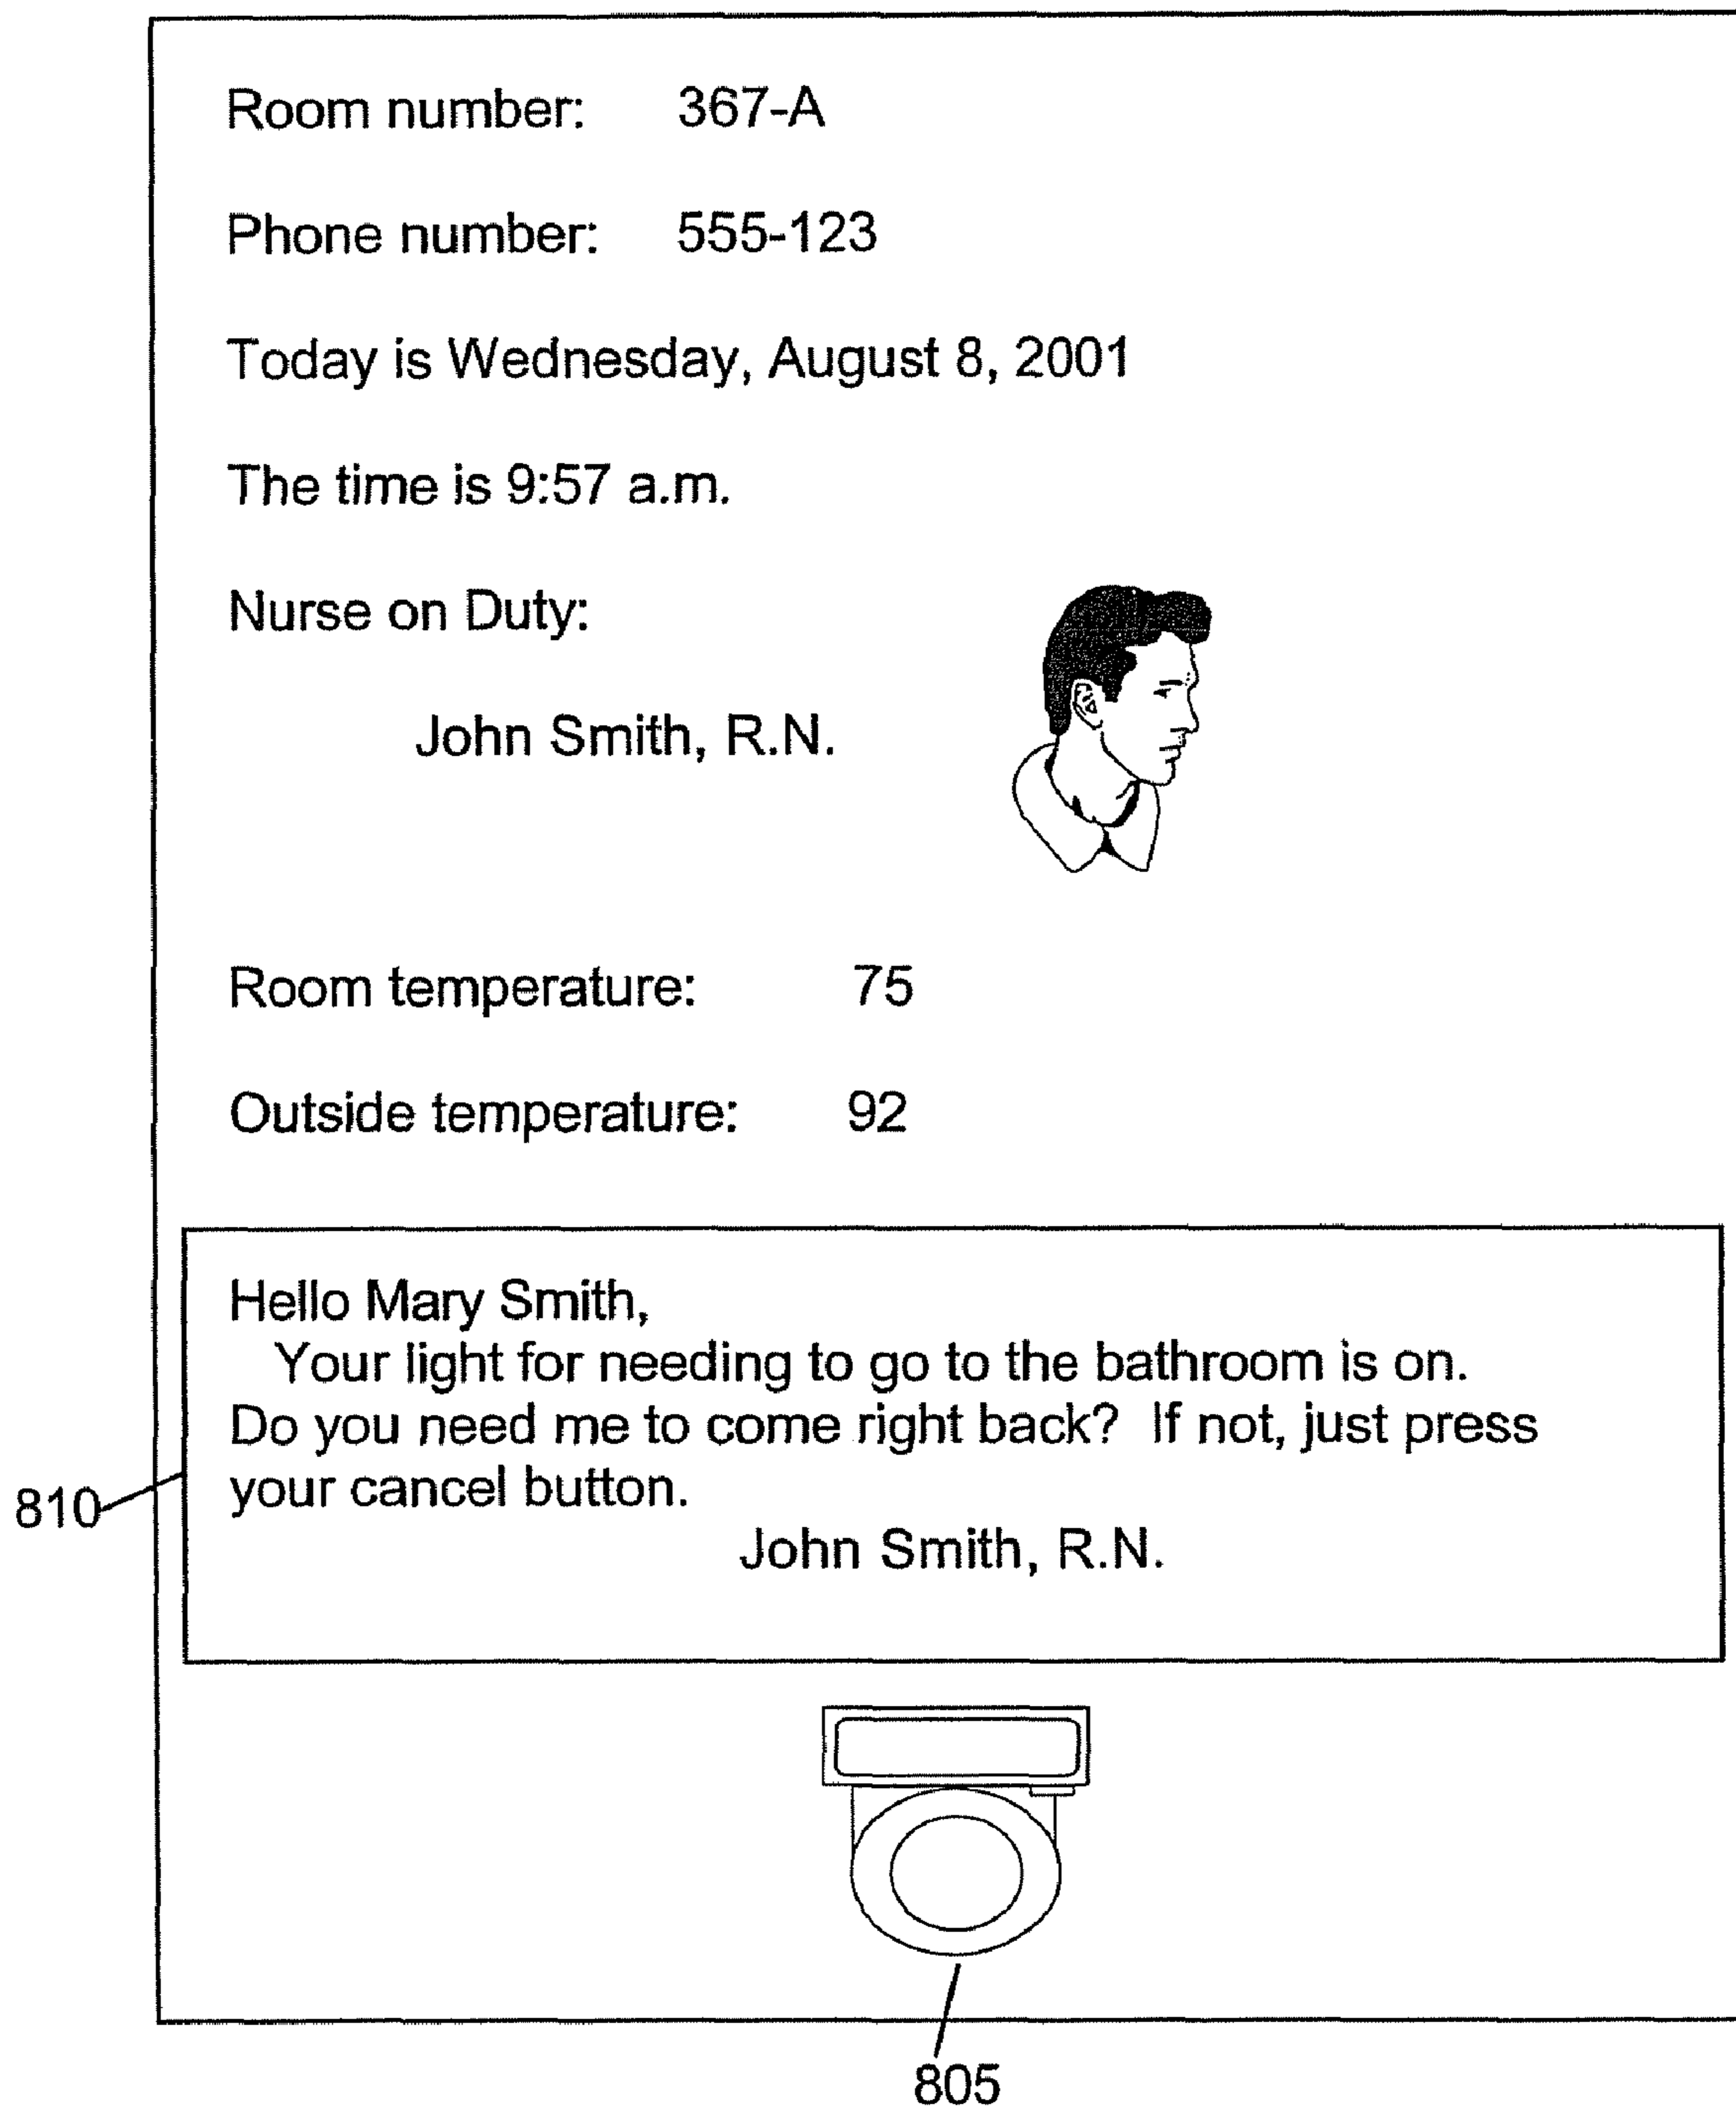 Room number: 367-A
Phone number: 555-123
Today is Wednesday, August 8, 2001
The time is 9:57 a.m.
Nurse on Duty:
John Smith, R.N.
Room temperature: 75
Outside temperature: 92
Hello Mary Smith,
Your light for needing to go to the bathroom is on.
Do you need me to come right back? If not, just press
your cancel button.
John Smith, R.N.
810
805